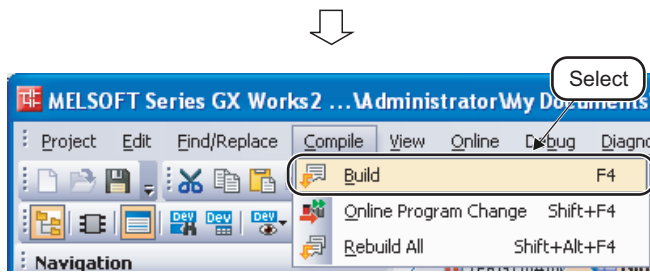 Select
MELSOFT Series GX Works2 ...\Administrator\My Documents
Project Edit Find/Replace Compile View Online Debug Diagno
Build F4
Online Program Change Shift+F4
Rebuild All Shift+Alt+F4
Navigation